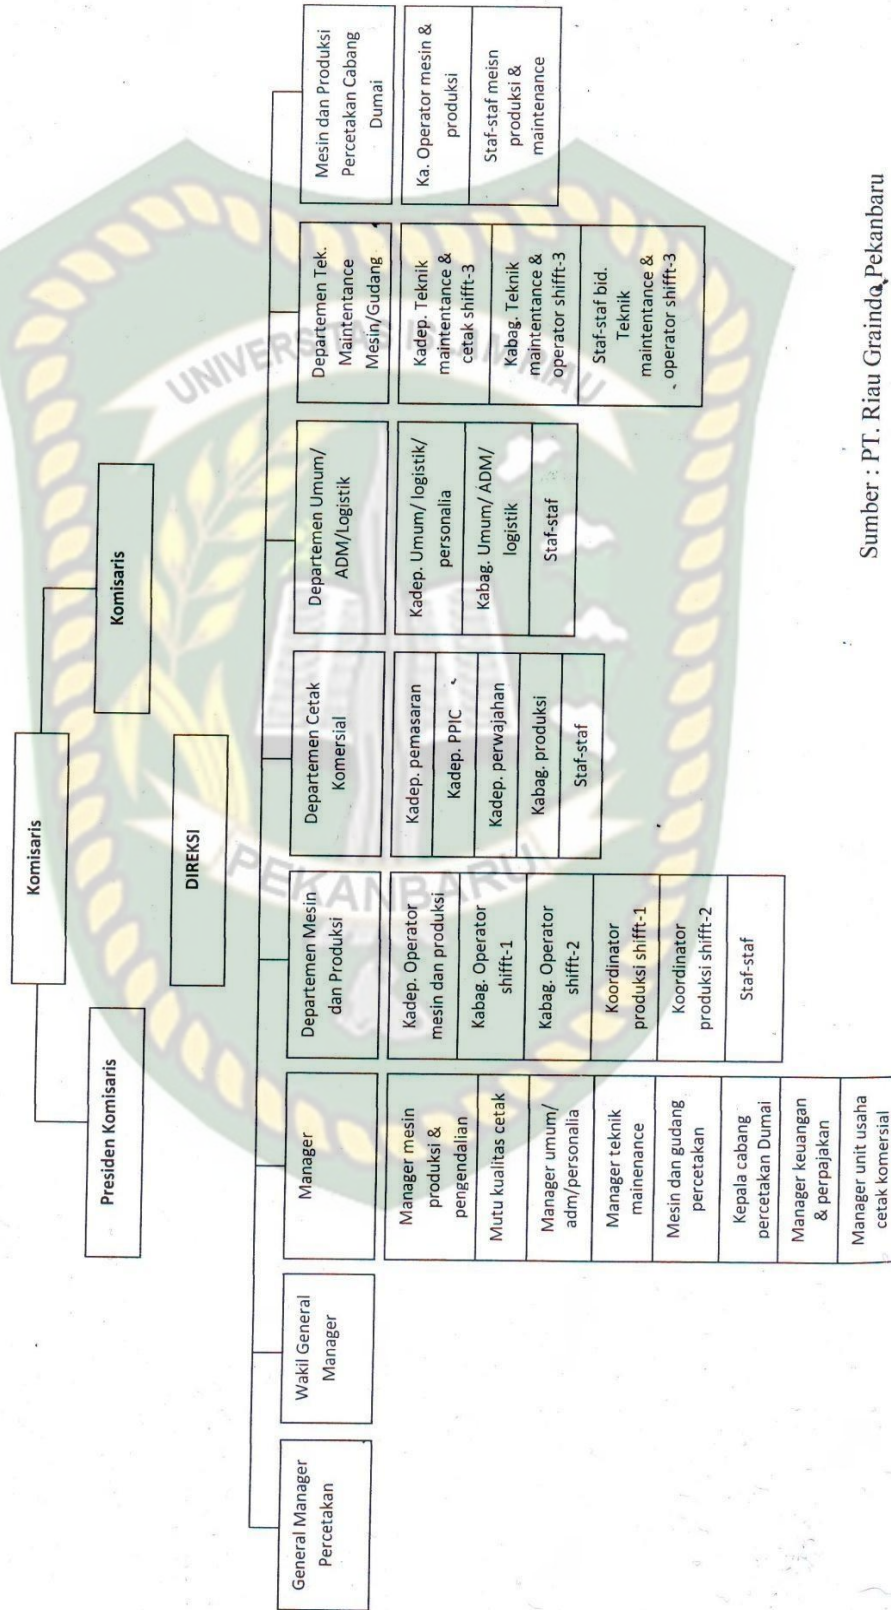 Komisaris
Presiden Komisaris
Komisaris
DIREKSI
General Manager
Percetakan
Wakil General
Manager
Manager
Manager mesin
produksi &
pengendalian
Mutu kualitas cetak
Manager umum/
adm/personalia
Manager teknik
mainenance
Mesin dan gudang
percetakan
Kepala cabang
percetakan Dumai
Manager keuangan
& perpajakan
Manager unit usaha
cetak komersial
Departemen Mesin
dan Produksi
Kadep. Operator
mesin dan produksi
Kabag. Operator
shifft-1
Kabag. Operator
shifft-2
Koordinator
produksi shifft-1
Koordinator
produksi shifft-2
Staf-staf
Departemen Cetak
Komersial
Kadep. pemasaran
Kadep. PPIC
Kadep. perwajahan
Kabag. produksi
Staf-staf
Departemen Umum/
ADM/Logistik
Kadep. Umum/ logistik/
personalia
Kabag. Umum/ ADM/
logistik
Staf-staf
Departemen Tek.
Maintentance
Mesin/Gudang
Kadep. Teknik
maintentance &
cetak shifft-3
Kabag. Teknik
maintentance &
operator shifft-3
Staf-staf bid.
Teknik
maintentance &
operator shifft-3
Mesin dan Produksi
Percetakan Cabang
Dumai
Ka. Operator mesin &
produksi
Staf-staf meisn
produksi &
maintenance
Sumber : PT. Riau Graindo Pekanbaru
UNIVERSITAS ISLAM RIAU
PEKANBARU